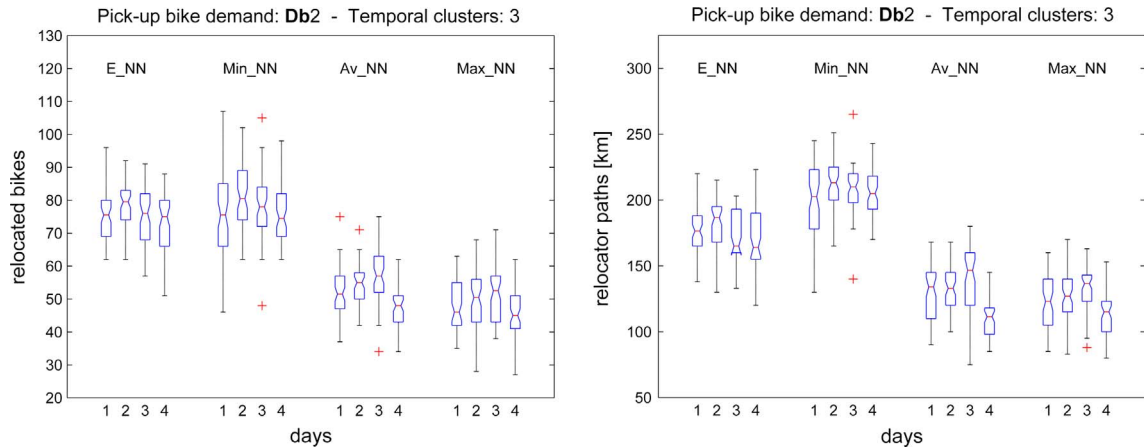 Pick-up bike demand: Db2 - Temporal clusters: 3
E_NN Min_NN Av_NN Max_NN
130
120
110
100
90
80
70
60
50
40
30
20
relocated bikes
1 2 3 4 1 2 3 4 1 2 3 4 1 2 3 4
days
Pick-up bike demand: Db2 - Temporal clusters: 3
E_NN Min_NN Av_NN Max_NN
300
250
200
150
100
50
relocator paths [km]
1 2 3 4 1 2 3 4 1 2 3 4 1 2 3 4
days